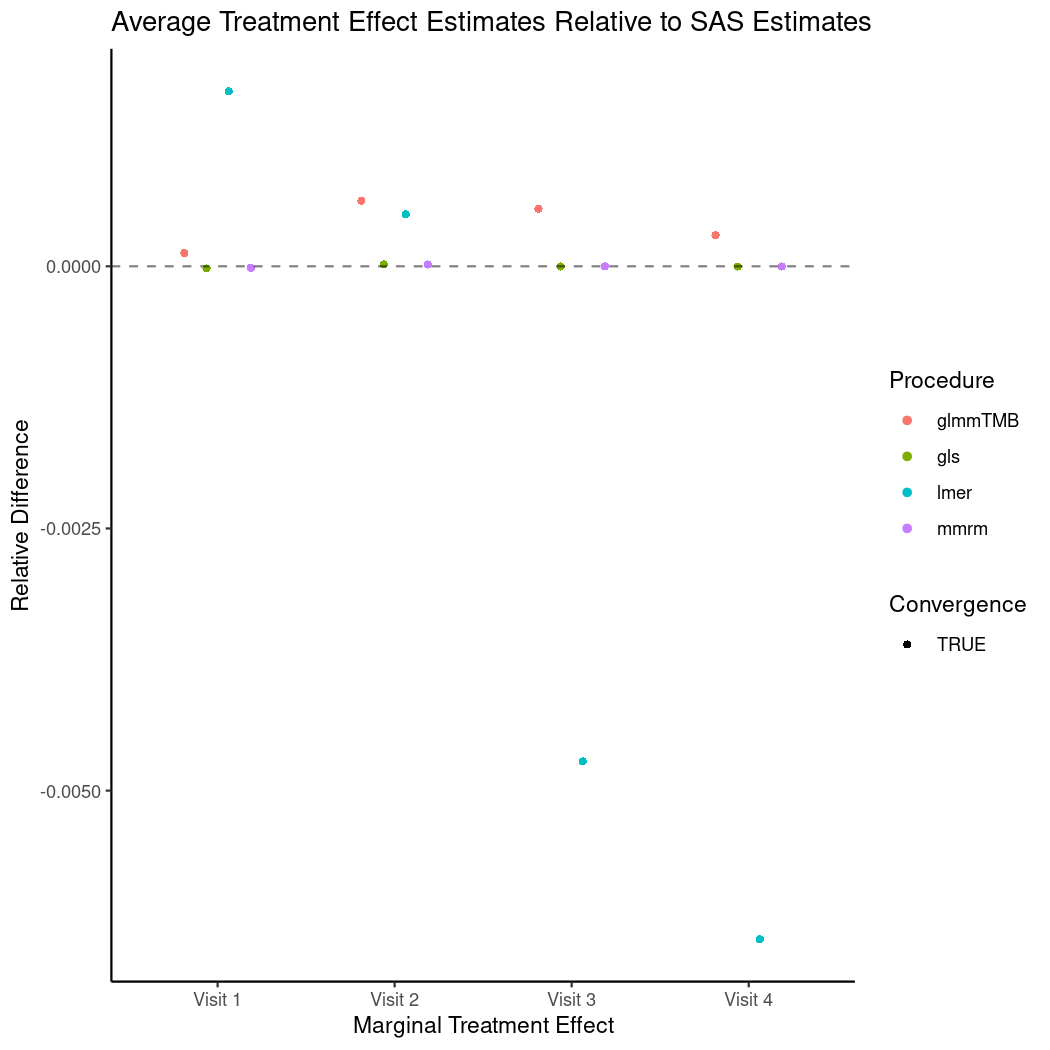 Average Treatment Effect Estimates Relative to SAS Estimates
0.0000
-0.0025
-0.0050
Relative Difference
Visit 1
Visit 2
Visit 3
Visit 4
Marginal Treatment Effect
Procedure
glmmTMB
gls
lmer
mmrm
Convergence
TRUE